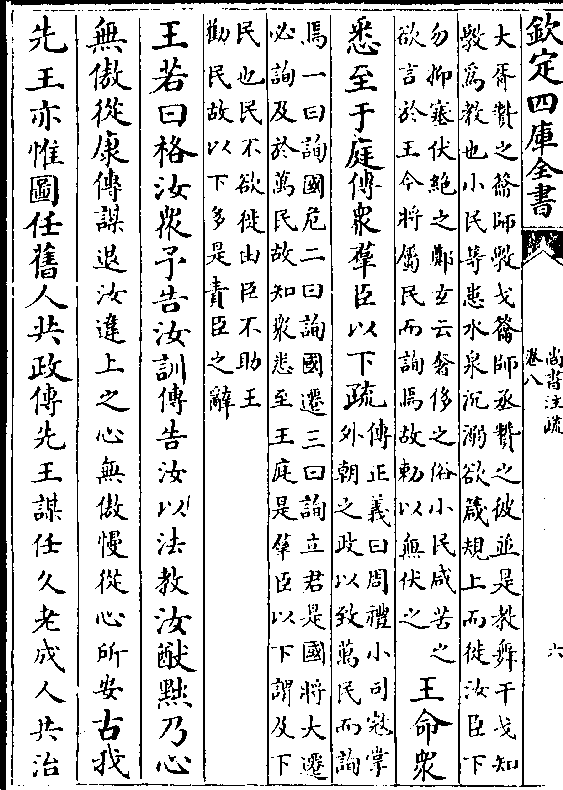 欽定四庫全書
尚書注疏
卷八
六
大胥贊之籥師斆戈籥師丞贊之彼並是教舞干戈知
斆為教也小民等患水泉沉溺欲箴規上而徙汝臣下
勿抑塞伏絶之鄭玄云奢侈之俗小民咸苦之
欲言於王今將屬民而詢焉故勅以無伏之
王命衆
悉至于庭傳衆羣臣以下疏
傳正義曰周禮小司寇掌
外朝之政以致萬民而詢
焉一曰詢國危二曰詢國遷三曰詢立君是國將大遷
必詢及於萬民故知衆悉至王庭是羣臣以下謂及下
民也民不欲徙由臣不助王
勸民故以下多是責臣之辭
王若曰格汝衆予告汝訓傳告汝以法教汝猷黜乃心
無傲從康傳謀退汝違上之心無傲慢從心所安古我
先王亦惟圖任舊人共政傳先王謀任久老成人共治